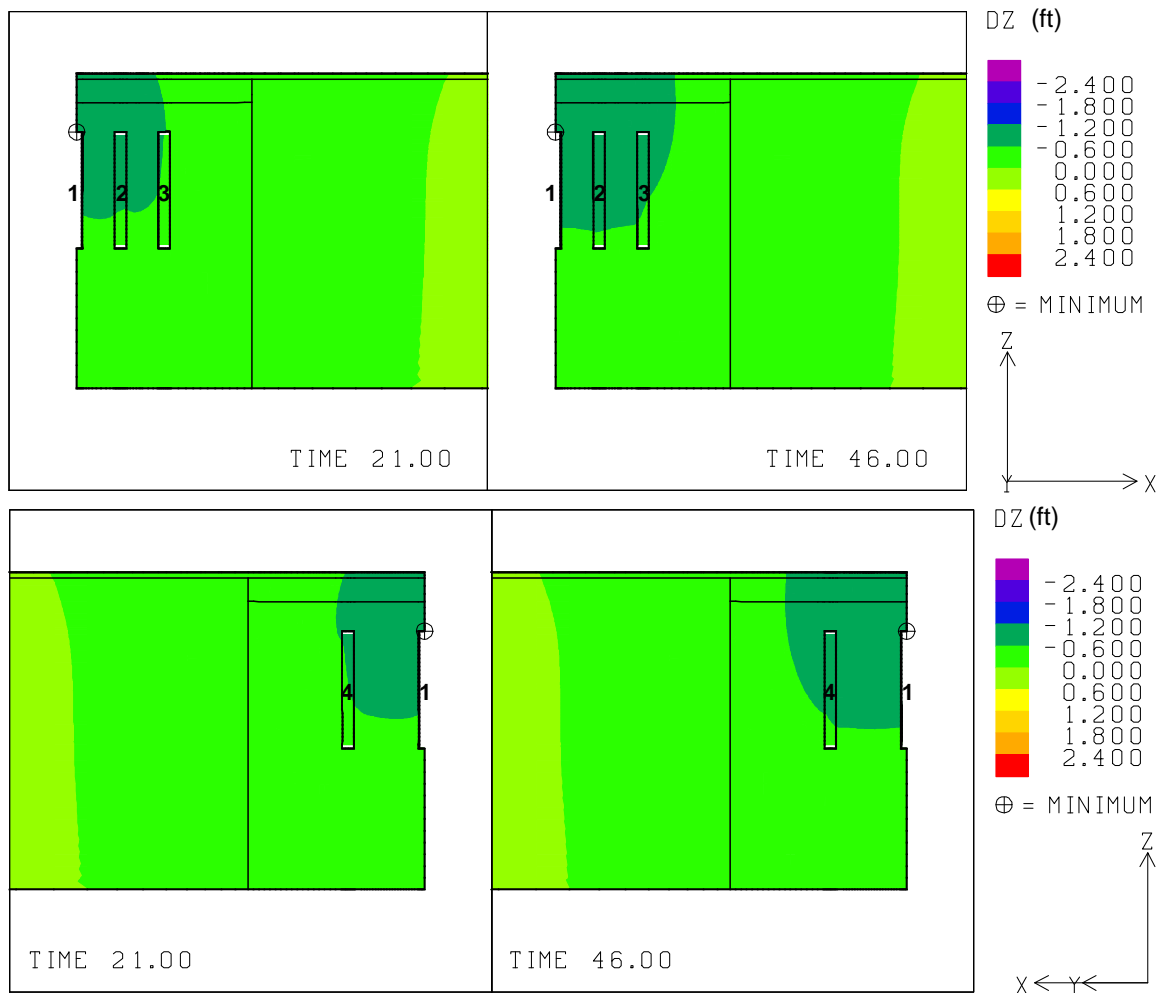 DZ (ft)
-2.400
-1.800
-1.200
-0.600
0.000
0.600
1.200
1.800
2.400
⊕ = MINIMUM
1 2 3
1 2 3
TIME 21.00
TIME 46.00
Z
Y
X
DZ (ft)
-2.400
-1.800
-1.200
-0.600
0.000
0.600
1.200
1.800
2.400
⊕ = MINIMUM
4 1
4 1
TIME 21.00
TIME 46.00
Z
X Y